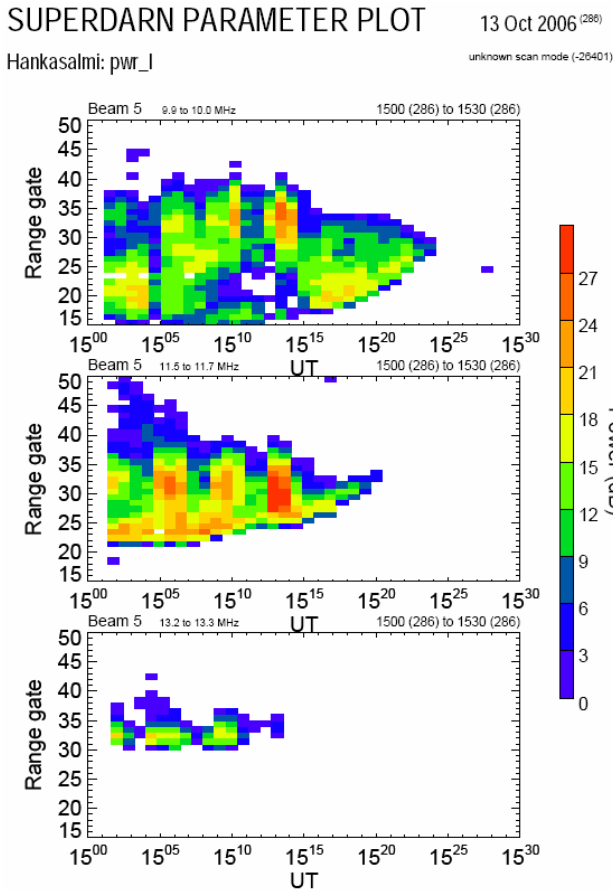 SUPERDARN PARAMETER PLOT 13 Oct 2006 (286)
Hankasalmi: pwr_l unknown scan mode (-26401)
Beam 5 9.9 to 10.0 MHz 1500 (286) to 1530 (286)
50
45
40
35
30
25
20
15
Range gate
15 00 15 05 15 10 15 15 15 20 15 25 15 30
UT
Beam 5 11.5 to 11.7 MHz 1500 (286) to 1530 (286)
50
45
40
35
30
25
20
15
Range gate
15 00 15 05 15 10 15 15 15 20 15 25 15 30
UT
Beam 5 13.2 to 13.3 MHz 1500 (286) to 1530 (286)
50
45
40
35
30
25
20
15
Range gate
15 00 15 05 15 10 15 15 15 20 15 25 15 30
UT
27
24
21
18
15
12
9
6
3
0